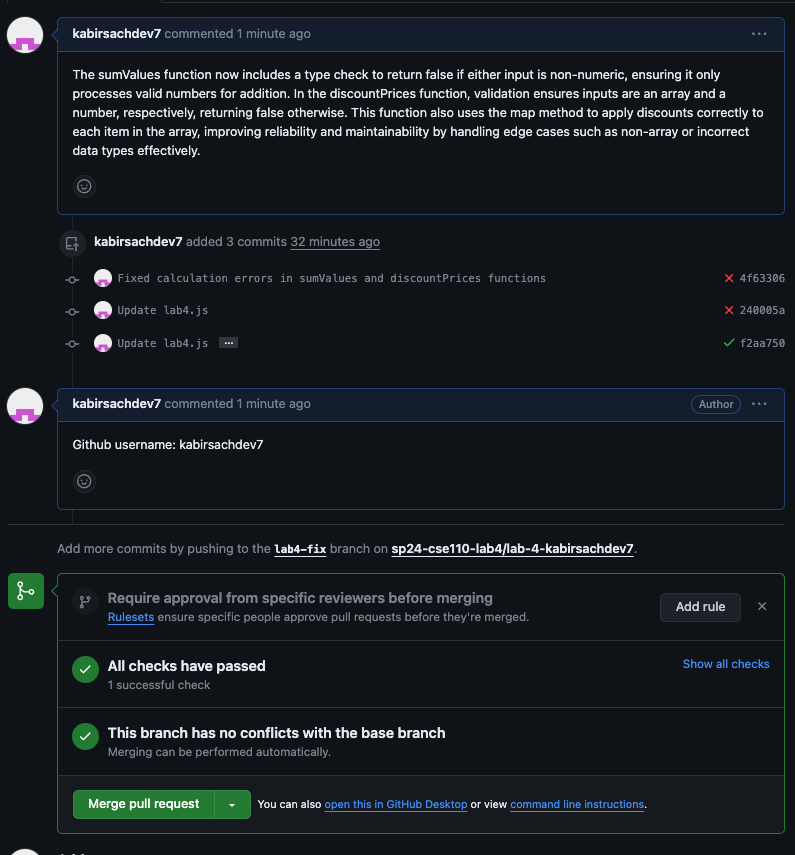 kabirsachdev7 commented 1 minute ago
The sumValues function now includes a type check to return false if either input is non-numeric, ensuring it only
processes valid numbers for addition. In the discountPrices function, validation ensures inputs are an array and a
number, respectively, returning false otherwise. This function also uses the map method to apply discounts correctly to
each item in the array, improving reliability and maintainability by handling edge cases such as non-array or incorrect
data types effectively.
kabirsachdev7 added 3 commits 32 minutes ago
Fixed calculation errors in sumValues and discountPrices functions 4f63306
Update lab4.js 240005a
Update lab4.js ... f2aa750
kabirsachdev7 commented 1 minute ago Author
Github username: kabirsachdev7
Add more commits by pushing to the lab4-fix branch on sp24-cse110-lab4/lab-4-kabirsachdev7.
Require approval from specific reviewers before merging
Rulesets ensure specific people approve pull requests before they're merged.
Add rule
All checks have passed
1 successful check
Show all checks
This branch has no conflicts with the base branch
Merging can be performed automatically.
Merge pull request
You can also open this in GitHub Desktop or view command line instructions.